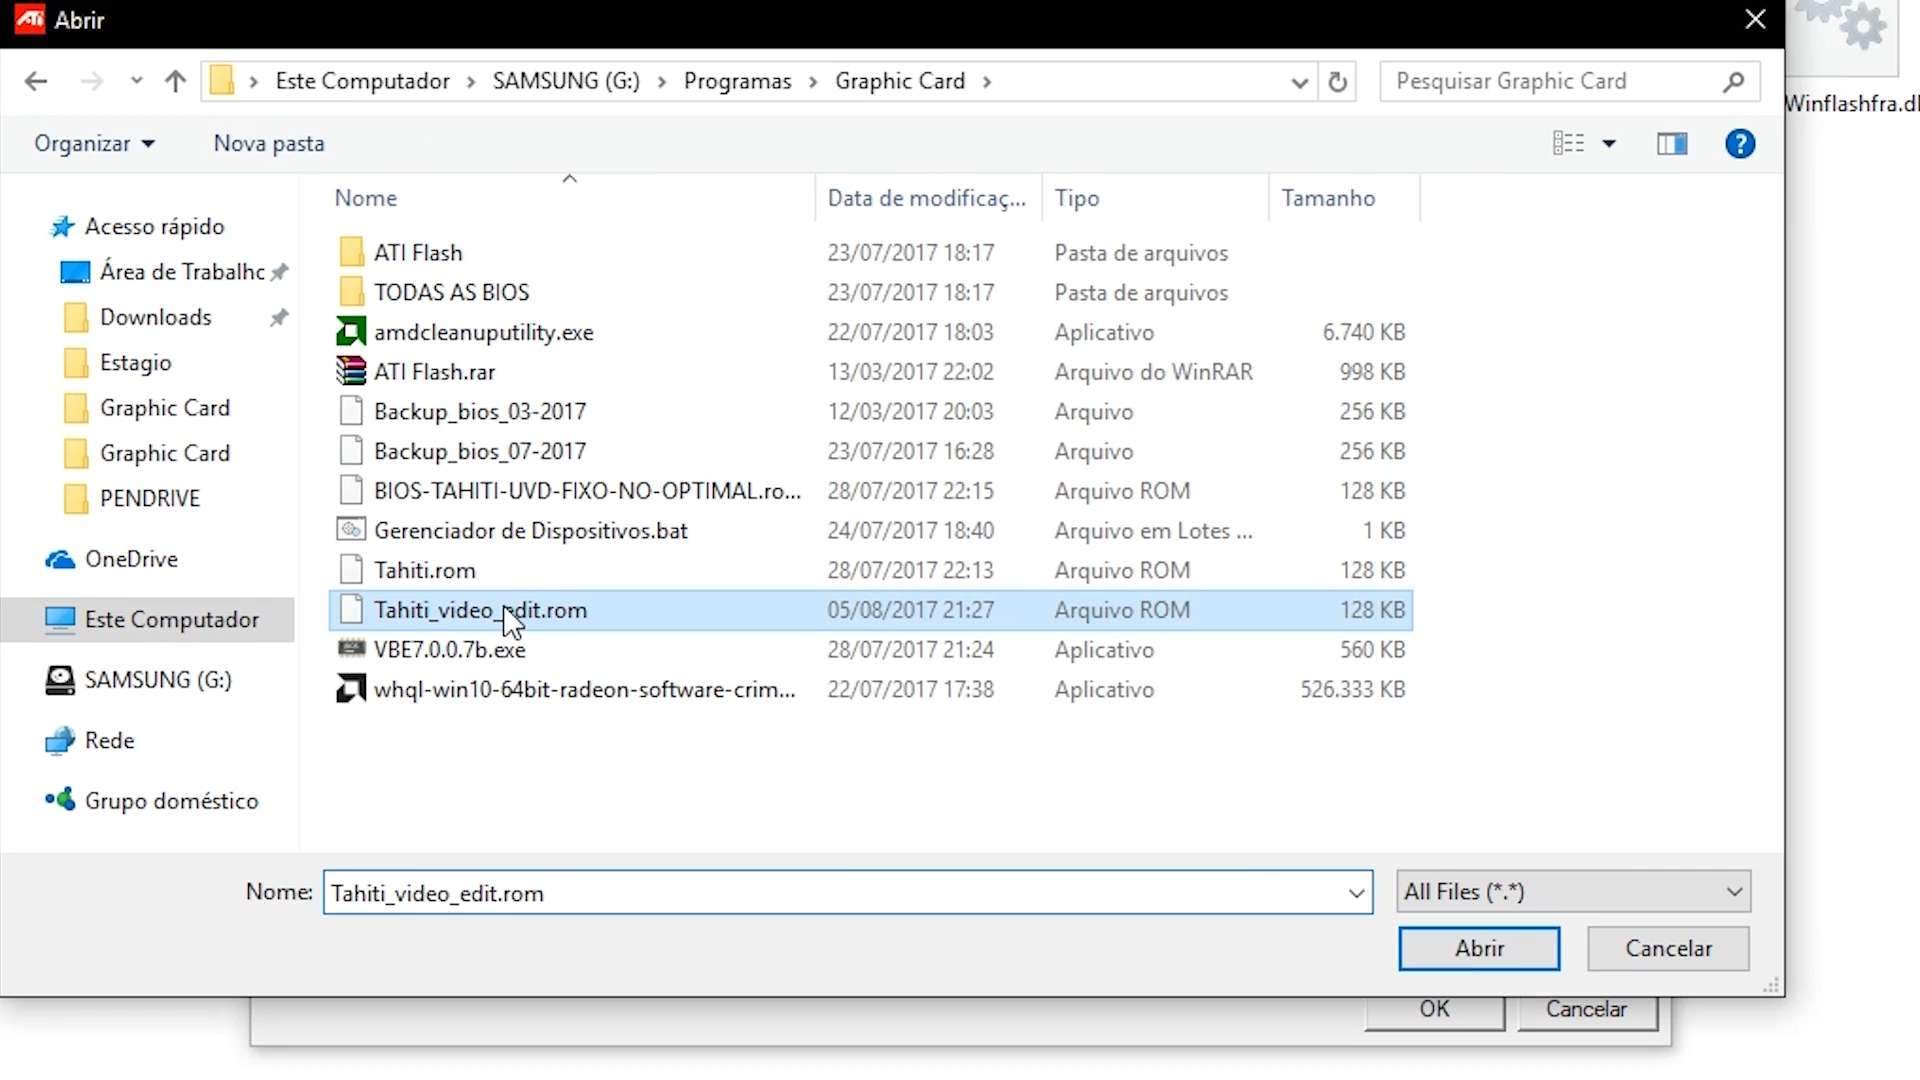 ATi Abrir
Este Computador > SAMSUNG (G:) > Programas > Graphic Card >
Pesquisar Graphic Card
Winflashfra.dl
Organizar
Nova pasta
Nome
Data de modificaç...
Tipo
Tamanho
Acesso rápido
Área de Trabalhc
Downloads
Estagio
Graphic Card
Graphic Card
PENDRIVE
OneDrive
Este Computador
SAMSUNG (G:)
Rede
Grupo doméstico
ATI Flash 23/07/2017 18:17 Pasta de arquivos
TODAS AS BIOS 23/07/2017 18:17 Pasta de arquivos
amdcleanuputility.exe 22/07/2017 18:03 Aplicativo 6.740 KB
ATI Flash.rar 13/03/2017 22:02 Arquivo do WinRAR 998 KB
Backup_bios_03-2017 12/03/2017 20:03 Arquivo 256 KB
Backup_bios_07-2017 23/07/2017 16:28 Arquivo 256 KB
BIOS-TAHITI-UVD-FIXO-NO-OPTIMAL.ro... 28/07/2017 22:15 Arquivo ROM 128 KB
Gerenciador de Dispositivos.bat 24/07/2017 18:40 Arquivo em Lotes ... 1 KB
Tahiti.rom 28/07/2017 22:13 Arquivo ROM 128 KB
Tahiti_video_edit.rom 05/08/2017 21:27 Arquivo ROM 128 KB
VBE7.0.0.7b.exe 28/07/2017 21:24 Aplicativo 560 KB
whql-win10-64bit-radeon-software-crim... 22/07/2017 17:38 Aplicativo 526.333 KB
Nome: Tahiti_video_edit.rom
All Files (*.*)
Abrir
Cancelar
OK
Cancelar